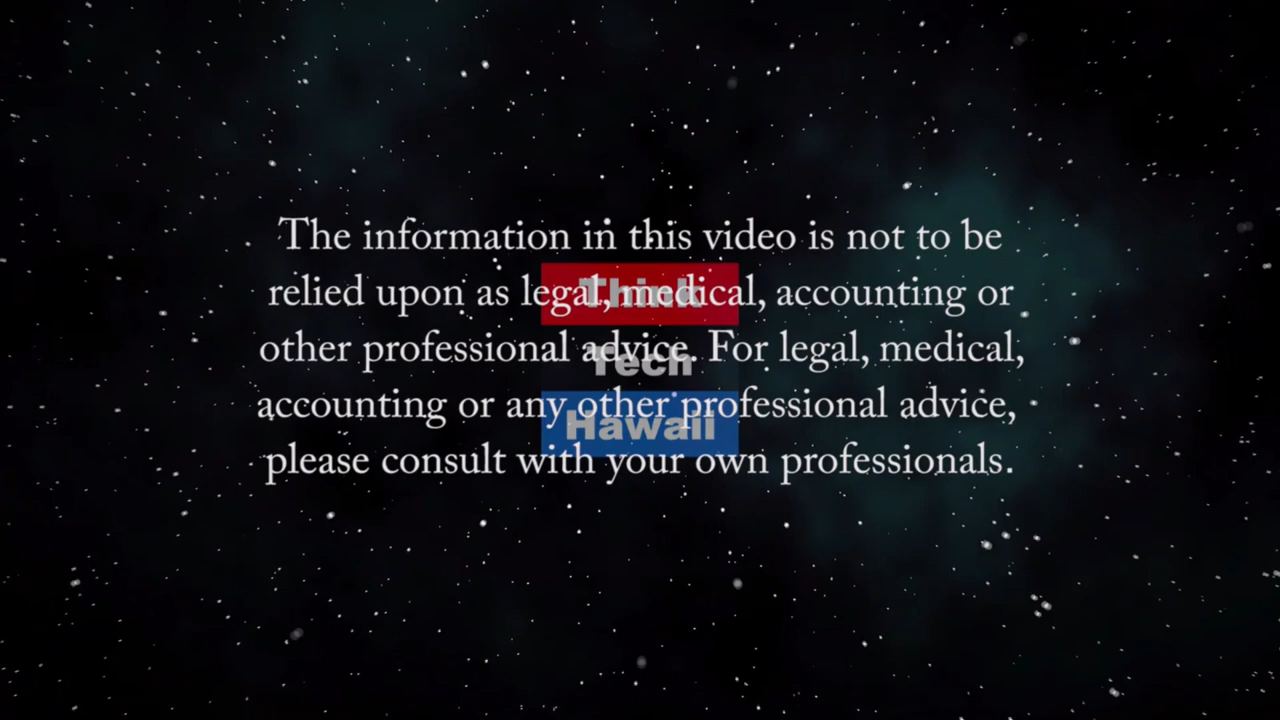 The information in this video is not to be
relied upon as legal, medical, accounting or
other professional advice. For legal, medical,
accounting or any other professional advice,
please consult with your own professionals.
Think
Tech
Hawaii